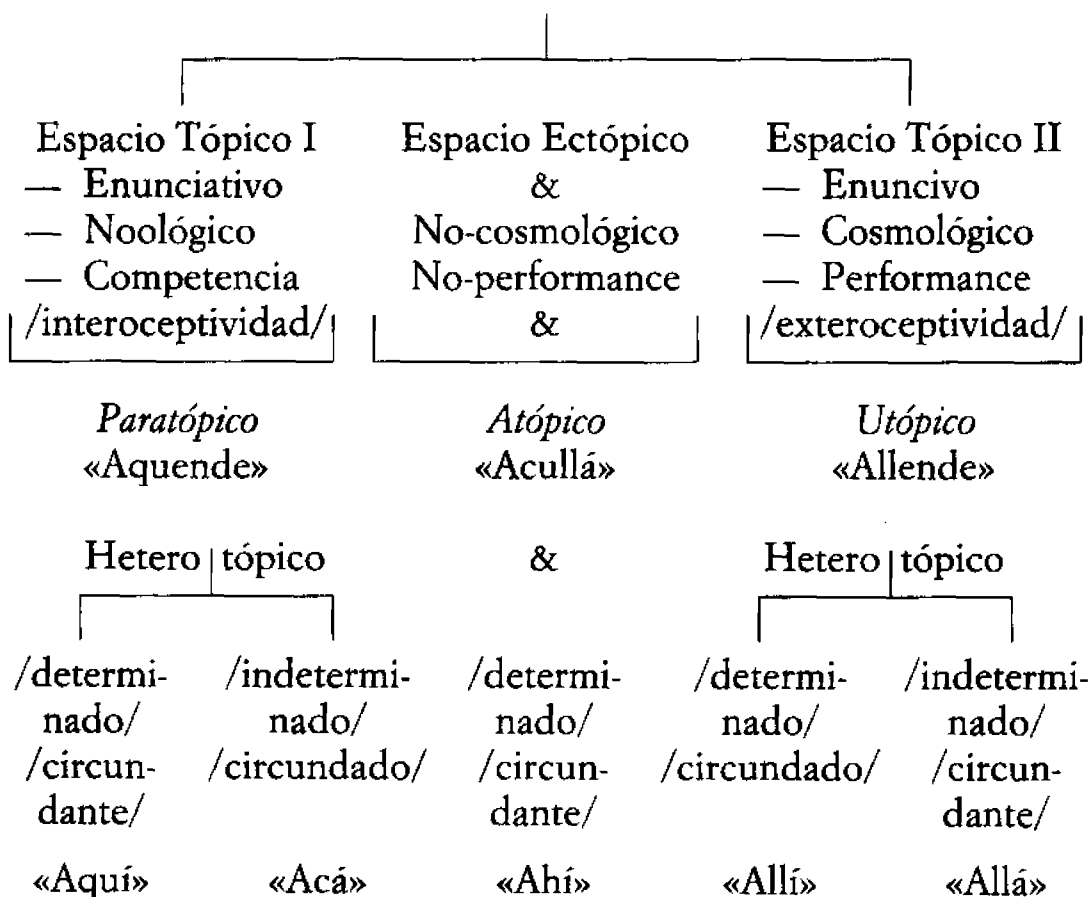 Espacio Tópico I Espacio Ectópico Espacio Tópico II
— Enunciativo & — Enuncivo
— Noológico No-cosmológico — Cosmológico
— Competencia No-performance — Performance
/interoceptividad/ & /exteroceptividad/
Paratópico Atópico Utópico
«Aquende» «Acullá» «Allende»
Hetero tópico & Hetero tópico
/determi- /indetermi- /determi- /determi- /indetermi-
nado/ nado/ nado/ nado/ nado/
/circun- /circundado/ /circun- /circundado/ /circun-
dante/ dante/ dante/
«Aquí» «Acá» «Ahí» «Allí» «Allá»